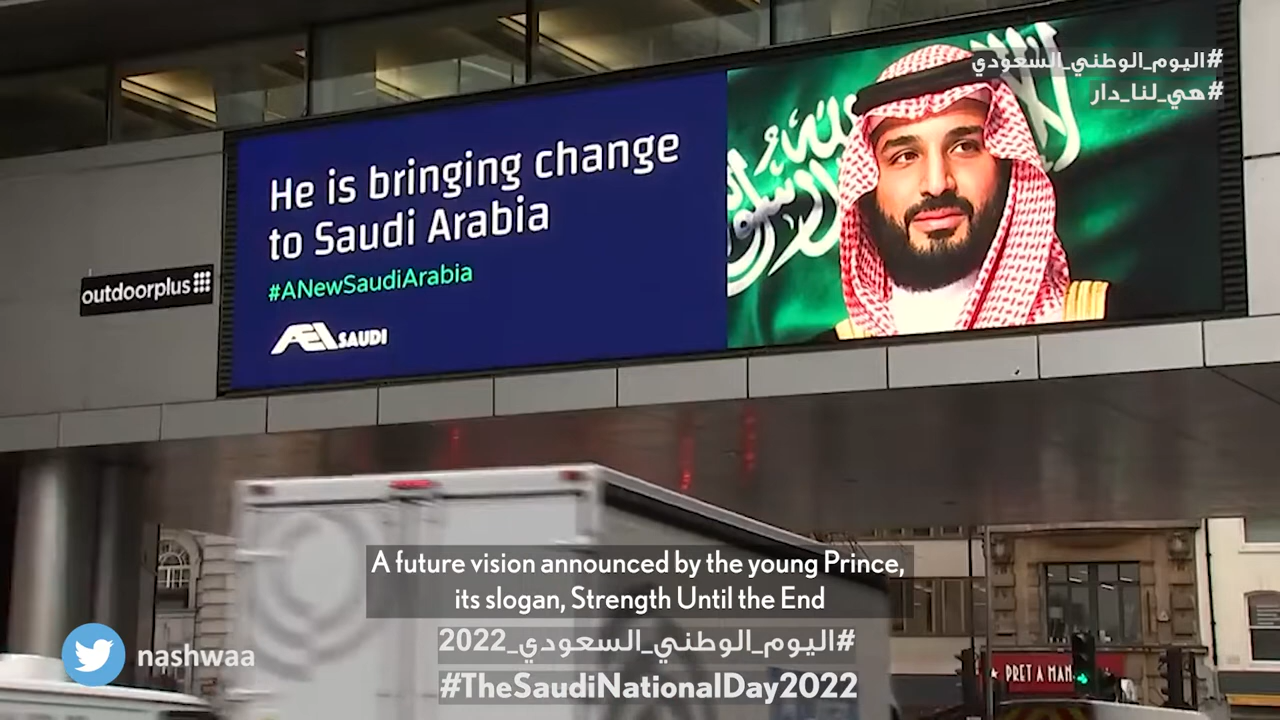 #اليوم_الوطني_السعودي
#هي_لنا_دار
He is bringing change
to Saudi Arabia
#ANewSaudiArabia
AEI SAUDI
outdoorplus
A future vision announced by the young Prince,
its slogan, Strength Until the End
#اليوم_الوطني_السعودي_2022
#TheSaudiNationalDay2022
nashwaa
PRET A MAN